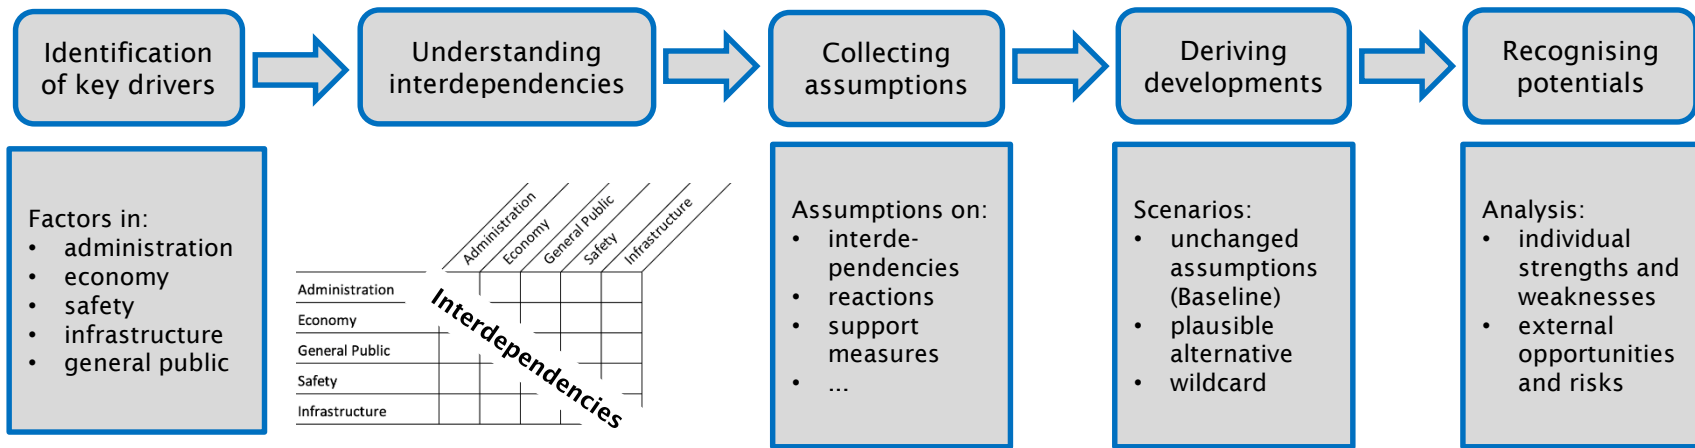 Identification
of key drivers
Understanding
interdependencies
Collecting
assumptions
Deriving
developments
Recognising
potentials
Factors in:
• administration
• economy
• safety
• infrastructure
• general public
Administration
Economy
General Public
Safety
Infrastructure
Administration
Economy
General Public
Safety
Infrastructure
Interdependencies
Assumptions on:
• interde-
pendencies
• reactions
• support
measures
• ...
Scenarios:
• unchanged
assumptions
(Baseline)
• plausible
alternative
• wildcard
Analysis:
• individual
strengths and
weaknesses
• external
opportunities
and risks